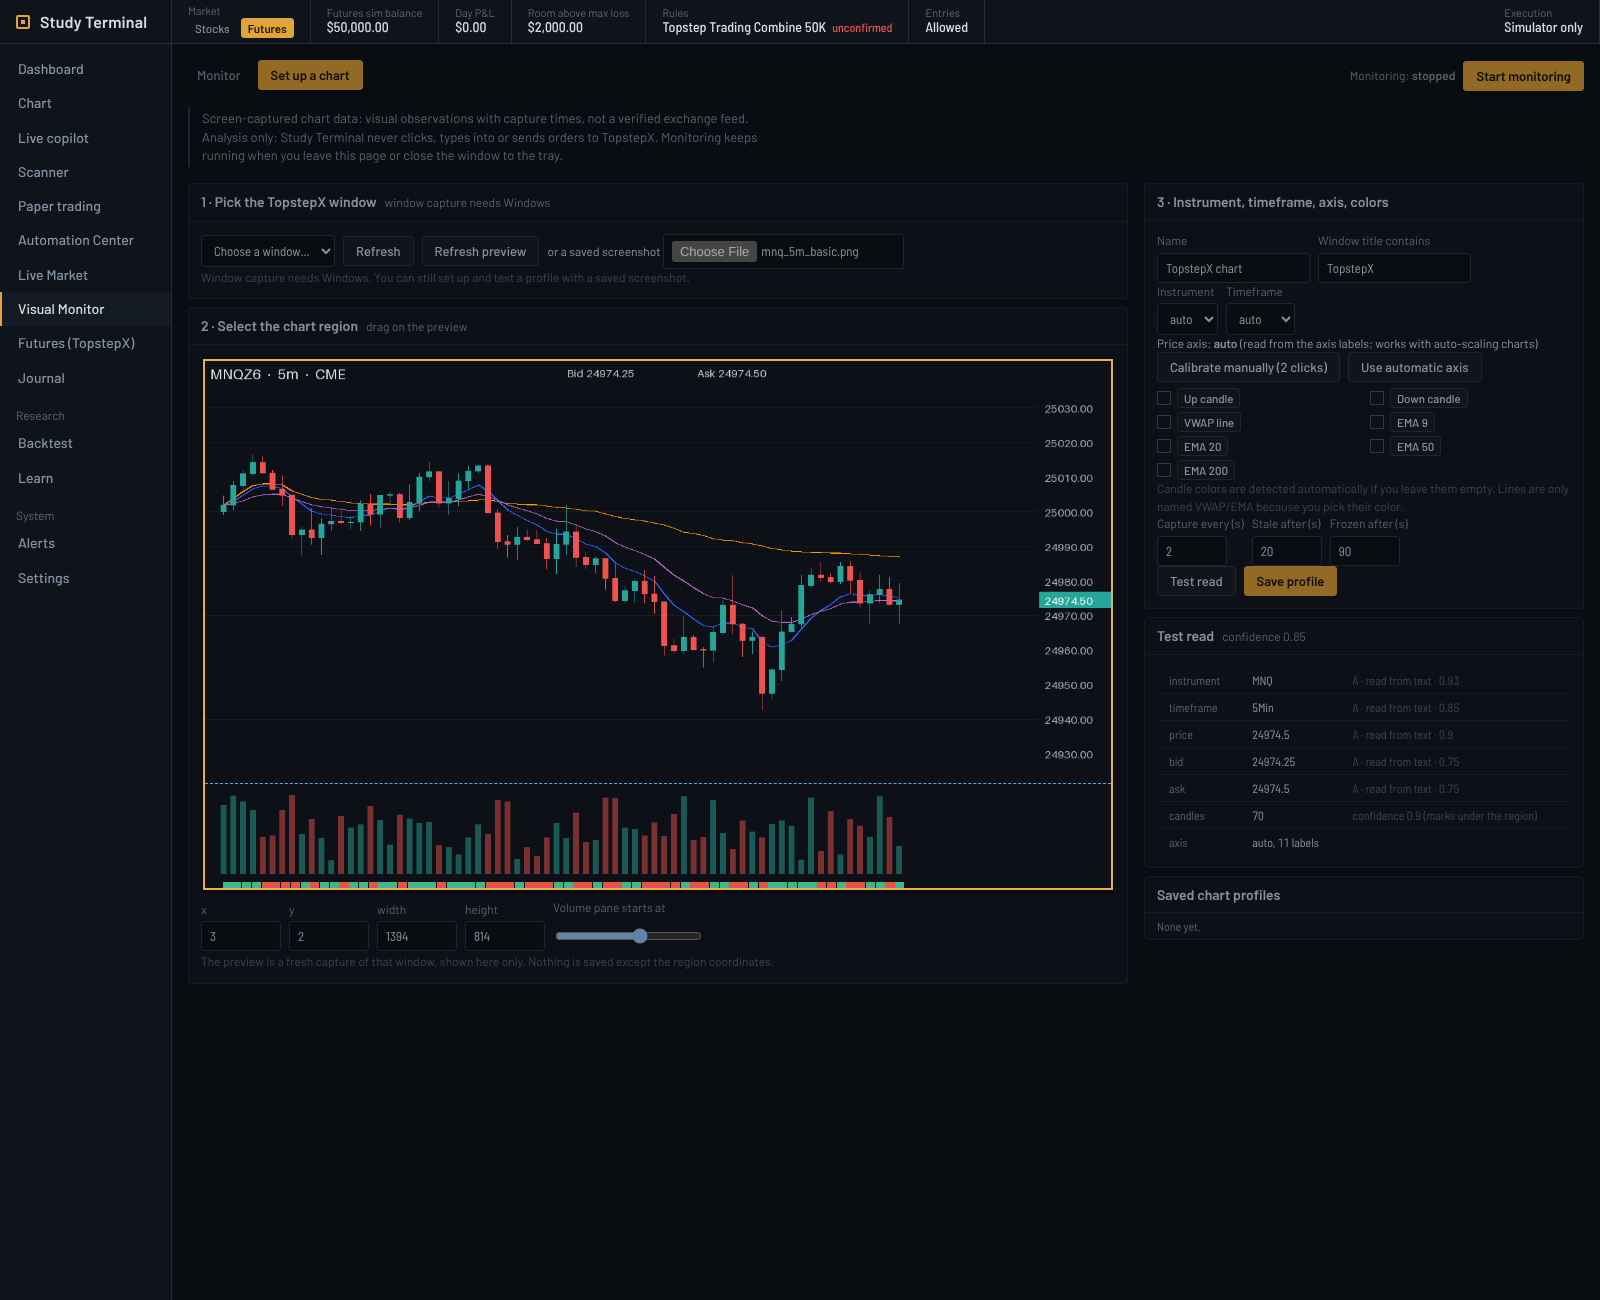 Study Terminal
Market
Stocks Futures
Futures sim balance
$50,000.00
Day P&L
$0.00
Room above max loss
$2,000.00
Rules
Topstep Trading Combine 50K unconfirmed
Entries
Allowed
Execution
Simulator only
Dashboard
Chart
Live copilot
Scanner
Paper trading
Automation Center
Live Market
Visual Monitor
Futures (TopstepX)
Journal
Research
Backtest
Learn
System
Alerts
Settings
Monitor Set up a chart
Monitoring: stopped Start monitoring
Screen-captured chart data: visual observations with capture times, not a verified exchange feed.
Analysis only: Study Terminal never clicks, types into or sends orders to TopstepX. Monitoring keeps
running when you leave this page or close the window to the tray.
1 · Pick the TopstepX window window capture needs Windows
Choose a window... Refresh Refresh preview or a saved screenshot Choose File mnq_5m_basic.png
Window capture needs Windows. You can still set up and test a profile with a saved screenshot.
2 · Select the chart region drag on the preview
MNQZ6 · 5m · CME Bid 24974.25 Ask 24974.50
25030.00
25020.00
25010.00
25000.00
24990.00
24980.00
24974.50
24970.00
24960.00
24950.00
24940.00
24930.00
x y width height Volume pane starts at
3 2 1394 814
The preview is a fresh capture of that window, shown here only. Nothing is saved except the region coordinates.
3 · Instrument, timeframe, axis, colors
Name Window title contains
TopstepX chart TopstepX
Instrument Timeframe
auto auto
Price axis: auto (read from the axis labels; works with auto-scaling charts)
Calibrate manually (2 clicks) Use automatic axis
Up candle Down candle
VWAP line EMA 9
EMA 20 EMA 50
EMA 200
Candle colors are detected automatically if you leave them empty. Lines are only
named VWAP/EMA because you pick their color.
Capture every (s) Stale after (s) Frozen after (s)
2 20 90
Test read Save profile
Test read confidence 0.85
instrument MNQ A · read from text · 0.93
timeframe 5Min A · read from text · 0.85
price 24974.5 A · read from text · 0.9
bid 24974.25 A · read from text · 0.75
ask 24974.5 A · read from text · 0.75
candles 70 confidence 0.9 (marks under the region)
axis auto, 11 labels
Saved chart profiles
None yet.